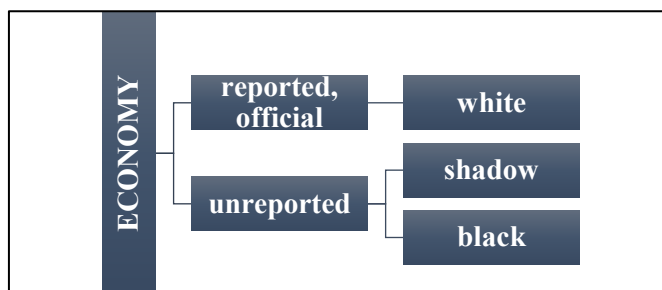 ECONOMY
reported,
official
white
unreported
shadow
black